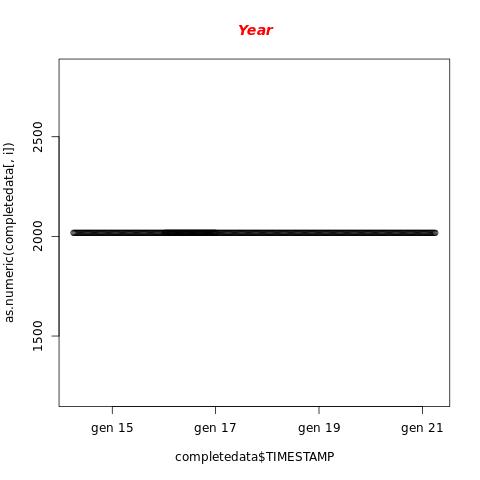 Year
as.numeric(completedata[, i])
2500
2000
1500
gen 15
gen 17
gen 19
gen 21
completedata$TIMESTAMP